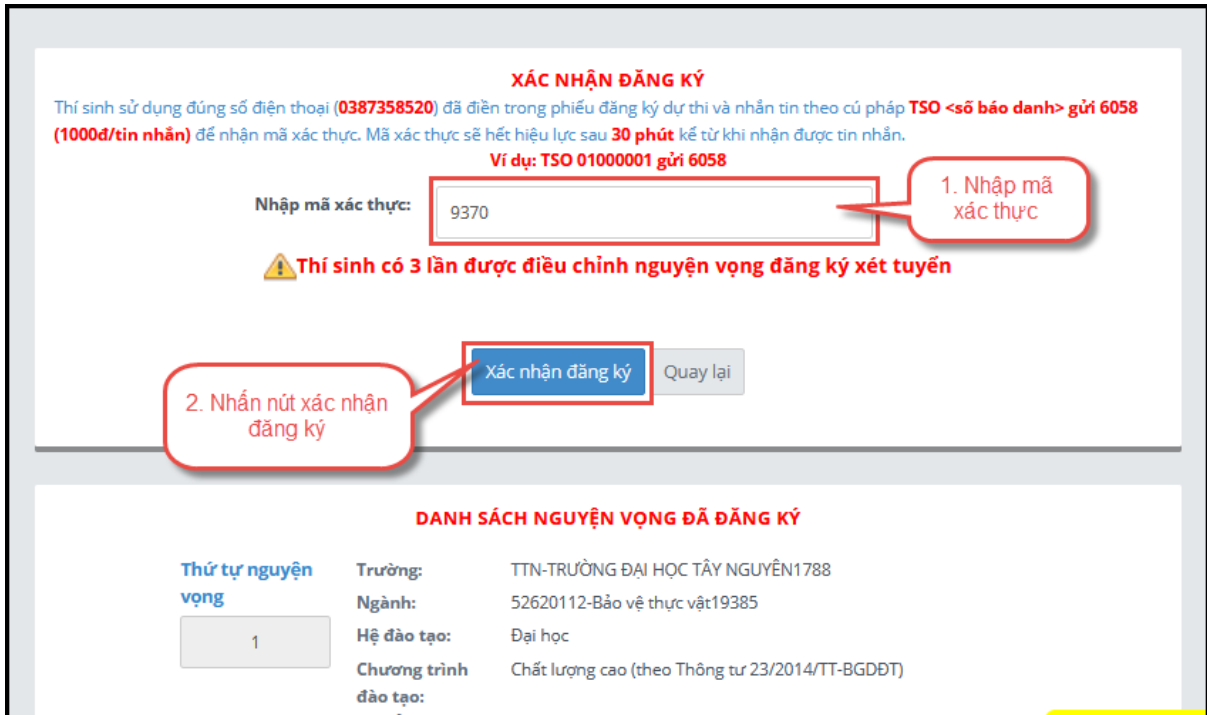 XÁC NHẬN ĐĂNG KÝ
Thí sinh sử dụng đúng số điện thoại (0387358520) đã điền trong phiếu đăng ký dự thi và nhắn tin theo cú pháp TSO <số báo danh> gửi 6058
(1000đ/tin nhắn) để nhận mã xác thực. Mã xác thực sẽ hết hiệu lực sau 30 phút kể từ khi nhận được tin nhắn.
Ví dụ: TSO 01000001 gửi 6058
Nhập mã xác thực:
9370
1. Nhập mã
xác thực
Thí sinh có 3 lần được điều chỉnh nguyện vọng đăng ký xét tuyển
Xác nhận đăng ký
Quay lại
2. Nhấn nút xác nhận
đăng ký
DANH SÁCH NGUYỆN VỌNG ĐÃ ĐĂNG KÝ
Thứ tự nguyện
vọng
1
Trường: TTN-TRƯỜNG ĐẠI HỌC TÂY NGUYÊN1788
Ngành: 52620112-Bảo vệ thực vật19385
Hệ đào tạo: Đại học
Chương trình Chất lượng cao (theo Thông tư 23/2014/TT-BGDĐT)
đào tạo: